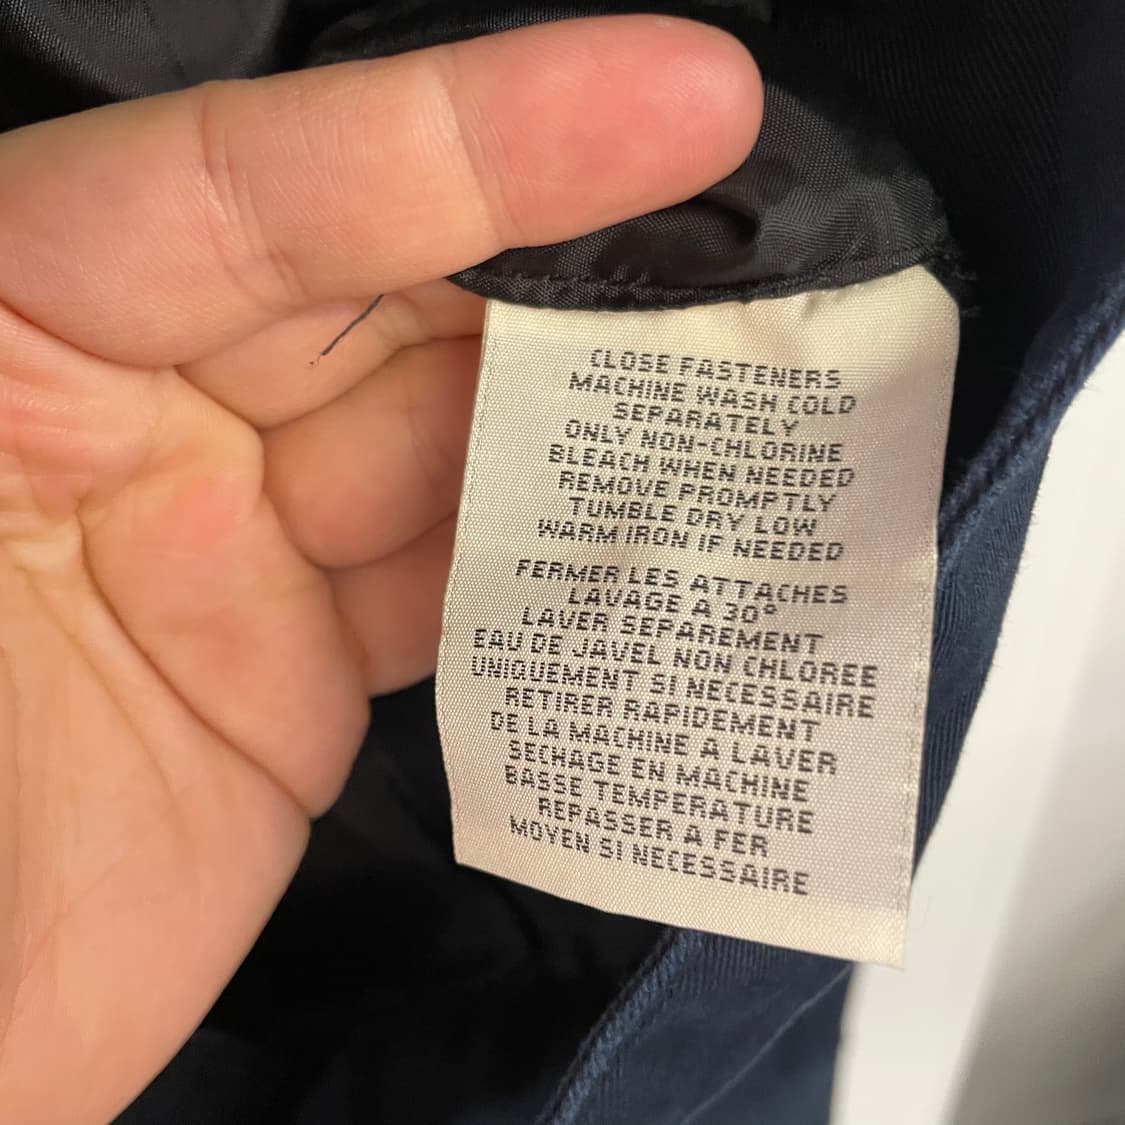 CLOSE FASTENERS
MACHINE WASH COLD
SEPARATELY
ONLY NON-CHLORINE
BLEACH WHEN NEEDED
REMOVE PROMPTLY
TUMBLE DRY LOW
WARM IRON IF NEEDED
FERMER LES ATTACHES
LAVAGE A 30°
LAVER SEPAREMENT
EAU DE JAVEL NON CHLOREE
UNIQUEMENT SI NECESSAIRE
RETIRER RAPIDEMENT
DE LA MACHINE A LAVER
SECHAGE EN MACHINE
BASSE TEMPERATURE
REPASSER A FER
MOYEN SI NECESSAIRE